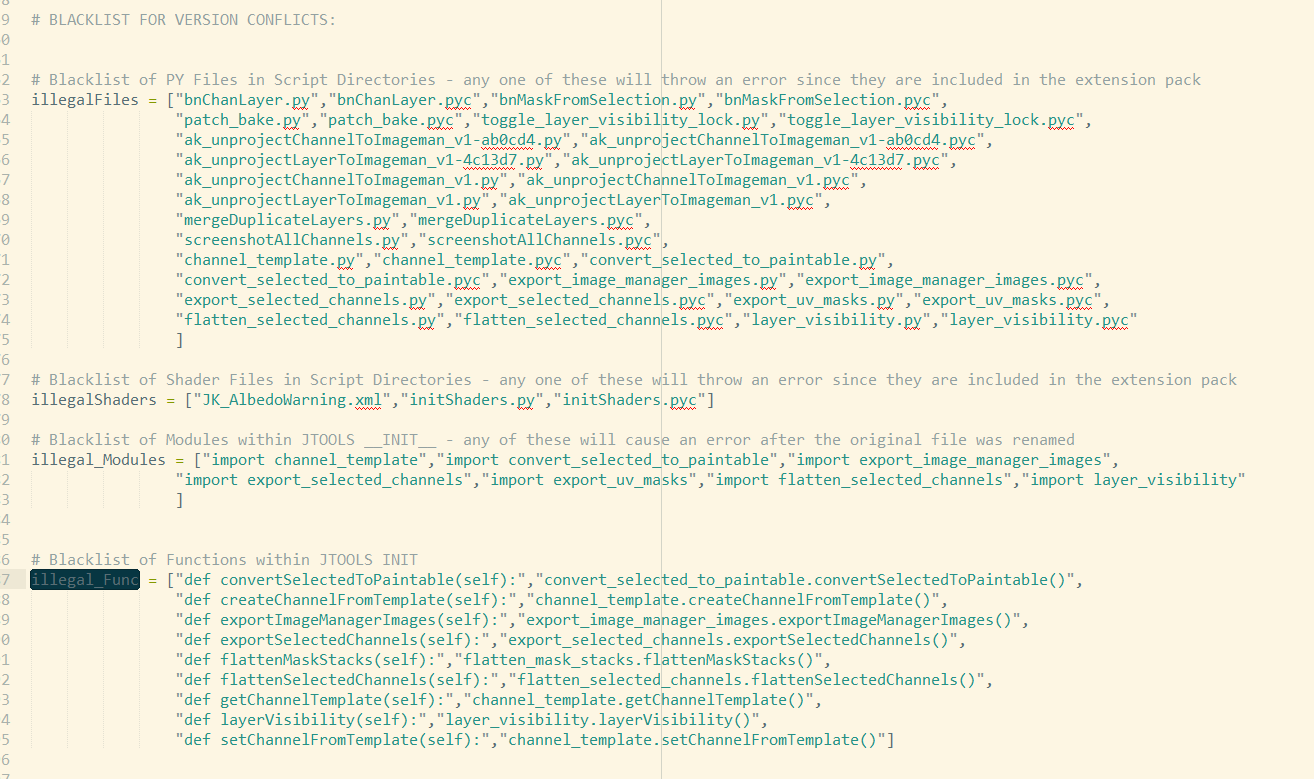 8
9 # BLACKLIST FOR VERSION CONFLICTS:
0
1
2 # Blacklist of PY Files in Script Directories - any one of these will throw an error since they are included in the extension pack
3 illegalFiles = ["bnChanLayer.py","bnChanLayer.pyc","bnMaskFromSelection.py","bnMaskFromSelection.pyc",
4 "patch_bake.py","patch_bake.pyc","toggle_layer_visibility_lock.py","toggle_layer_visibility_lock.pyc",
5 "ak_unprojectChannelToImageman_v1-ab0cd4.py","ak_unprojectChannelToImageman_v1-ab0cd4.pyc",
6 "ak_unprojectLayerToImageman_v1-4c13d7.py","ak_unprojectLayerToImageman_v1-4c13d7.pyc",
7 "ak_unprojectChannelToImageman_v1.py","ak_unprojectChannelToImageman_v1.pyc",
8 "ak_unprojectLayerToImageman_v1.py","ak_unprojectLayerToImageman_v1.pyc",
9 "mergeDuplicateLayers.py","mergeDuplicateLayers.pyc",
0 "screenshotAllChannels.py","screenshotAllChannels.pyc",
1 "channel_template.py","channel_template.pyc","convert_selected_to_paintable.py",
2 "convert_selected_to_paintable.pyc","export_image_manager_images.py","export_image_manager_images.pyc",
3 "export_selected_channels.py","export_selected_channels.pyc","export_uv_masks.py","export_uv_masks.pyc",
4 "flatten_selected_channels.py","flatten_selected_channels.pyc","layer_visibility.py","layer_visibility.pyc"
5 ]
6
7 # Blacklist of Shader Files in Script Directories - any one of these will throw an error since they are included in the extension pack
8 illegalShaders = ["JK_AlbedoWarning.xml","initShaders.py","initShaders.pyc"]
9
0 # Blacklist of Modules within JTOOLS __INIT__ - any of these will cause an error after the original file was renamed
1 illegal_Modules = ["import channel_template","import convert_selected_to_paintable","import export_image_manager_images",
2 "import export_selected_channels","import export_uv_masks","import flatten_selected_channels","import layer_visibility"
3 ]
4
5
6 # Blacklist of Functions within JTOOLS INIT
7 illegal_Func = ["def convertSelectedToPaintable(self):","convert_selected_to_paintable.convertSelectedToPaintable()",
8 "def createChannelFromTemplate(self):","channel_template.createChannelFromTemplate()",
9 "def exportImageManagerImages(self):","export_image_manager_images.exportImageManagerImages()",
0 "def exportSelectedChannels(self):","export_selected_channels.exportSelectedChannels()",
1 "def flattenMaskStacks(self):","flatten_mask_stacks.flattenMaskStacks()",
2 "def flattenSelectedChannels(self):","flatten_selected_channels.flattenSelectedChannels()",
3 "def getChannelTemplate(self):","channel_template.getChannelTemplate()",
4 "def layerVisibility(self):","layer_visibility.layerVisibility()",
5 "def setChannelFromTemplate(self):","channel_template.setChannelFromTemplate()"]
6
7